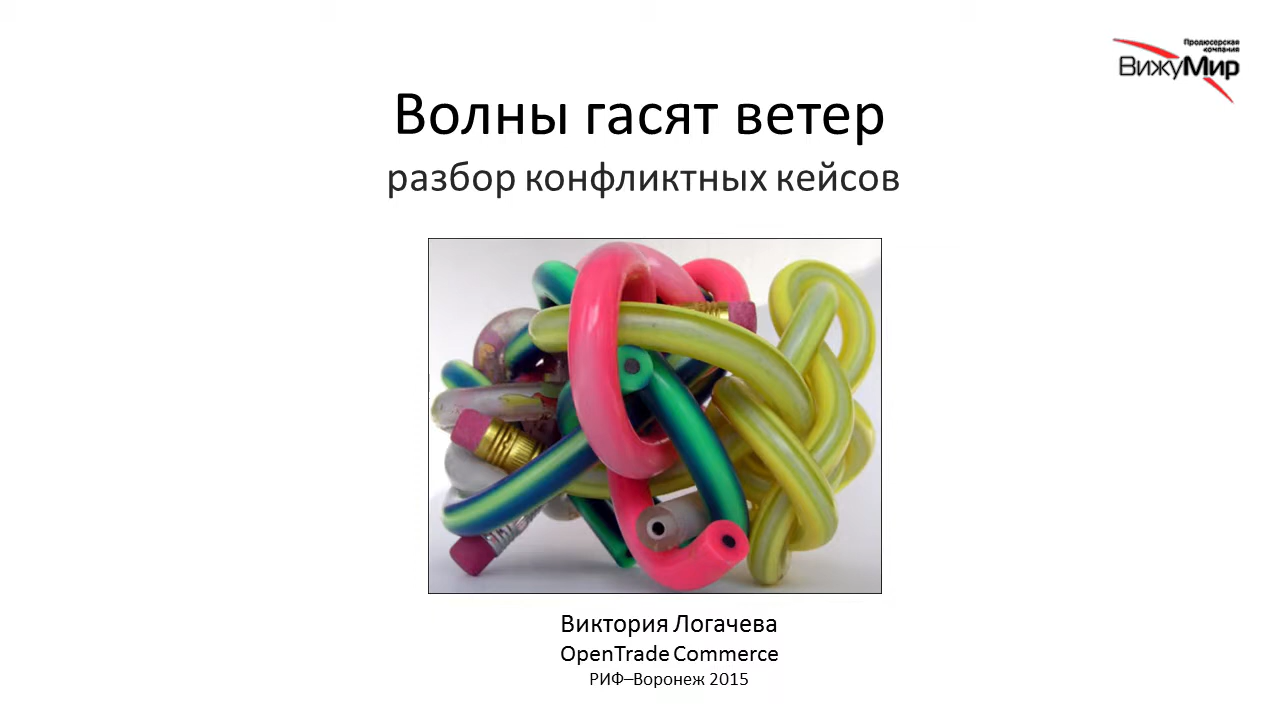 Продюсерская
компания
ВижуМир
Волны гасят ветер
разбор конфликтных кейсов
Виктория Логачева
OpenTrade Commerce
РИФ–Воронеж 2015